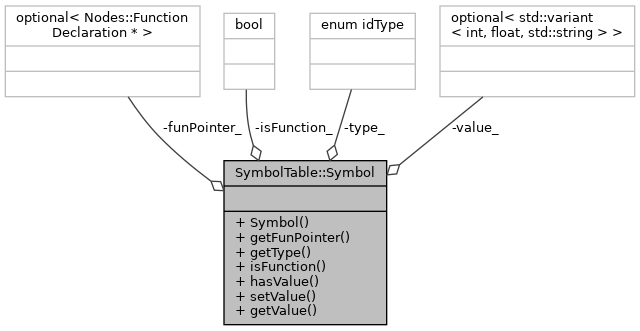 optional< Nodes::Function
Declaration * >
bool
enum idType
optional< std::variant
< int, float, std::string > >
-funPointer_
-isFunction_
-type_
-value_
SymbolTable::Symbol
+ Symbol()
+ getFunPointer()
+ getType()
+ isFunction()
+ hasValue()
+ setValue()
+ getValue()